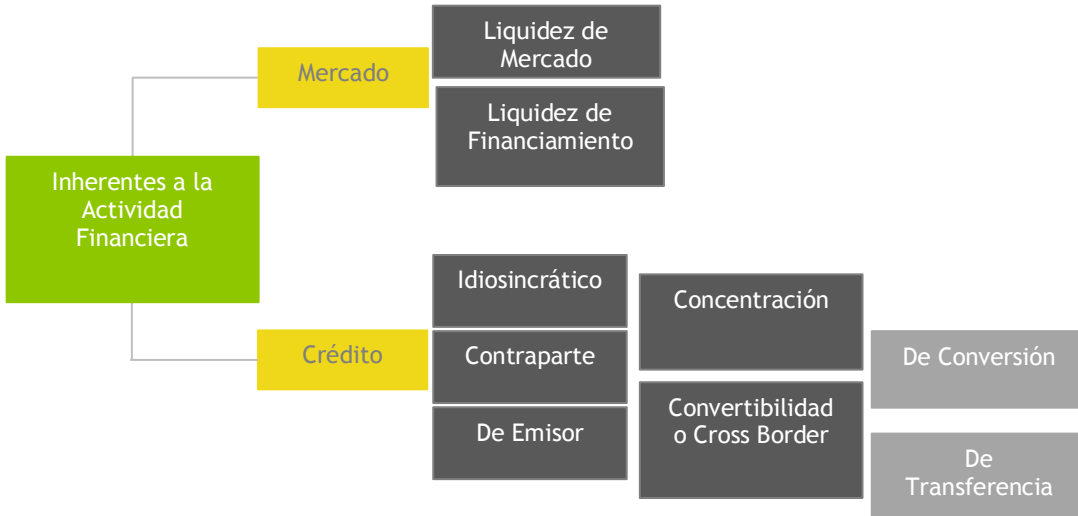 Inherentes a la
Actividad
Financiera
Mercado
Liquidez de
Mercado
Liquidez de
Financiamiento
Crédito
Idiosincrático
Contraparte
De Emisor
Concentración
Convertibilidad
o Cross Border
De Conversión
De
Transferencia